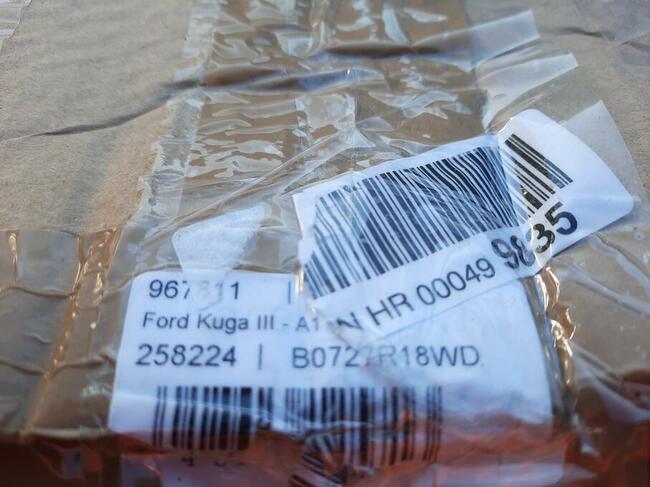 967811 |
Ford Kuga III - A1
N HR 00049 9835
258224 | B0727R18WD